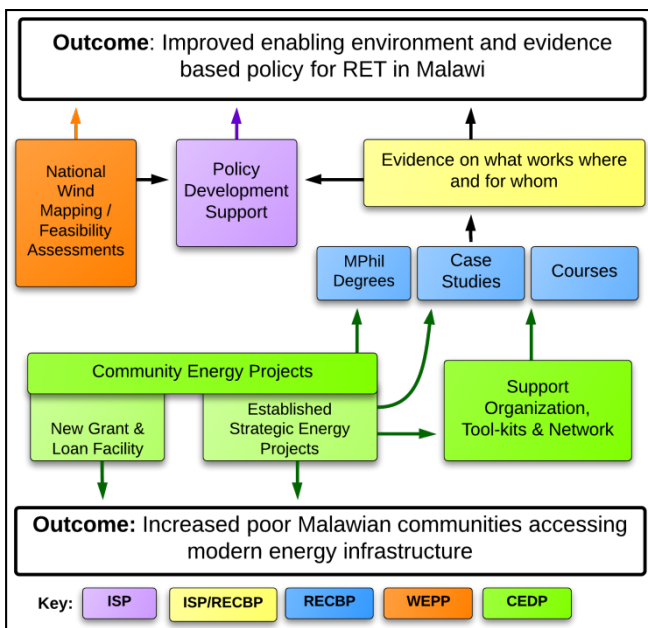 Outcome: Improved enabling environment and evidence
based policy for RET in Malawi
National
Wind
Mapping /
Feasibility
Assessments
Policy
Development
Support
Evidence on what works where
and for whom
MPhil
Degrees
Case
Studies
Courses
Community Energy Projects
New Grant &
Loan Facility
Established
Strategic Energy
Projects
Support
Organization,
Tool-kits & Network
Outcome: Increased poor Malawian communities accessing
modern energy infrastructure
Key: ISP ISP/RECBP RECBP WEPP CEDP